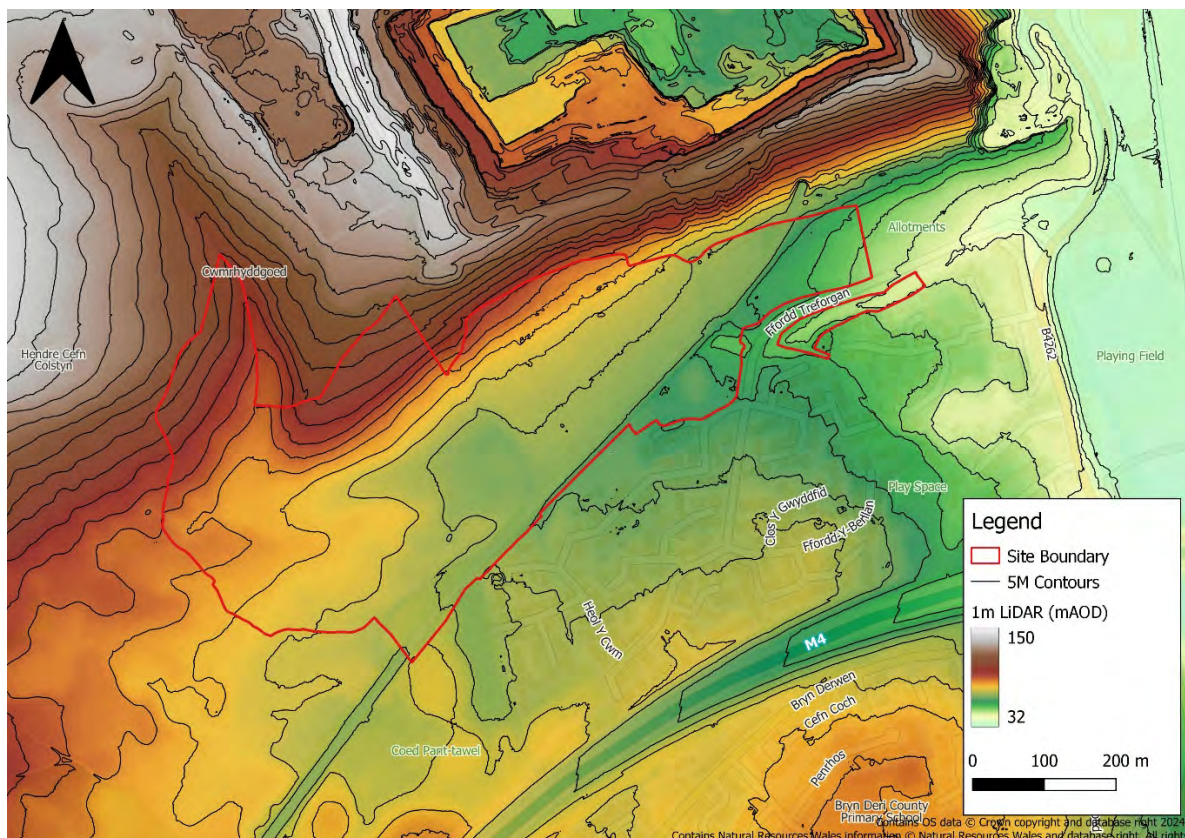 Cwmrhyddgoed
Allotments
Ffordd Treforgan
B4262
Hendre Cefn
Colstyn
Playing Field
Play Space
Clos Y Gwyddfid
Ffordd-Y-Berllan
Heol Y Cwm
M4
Bryn Derwen
Cefn Coch
Coed Pant-tawel
Penrhos
Bryn Deri County
Primary School
Legend
Site Boundary
5M Contours
1m LiDAR (mAOD)
150
32
0
100
200 m
Contains OS data © Crown copyright and database right 2024
Contains Natural Resources Wales information © Natural Resources Wales and database right. All rights